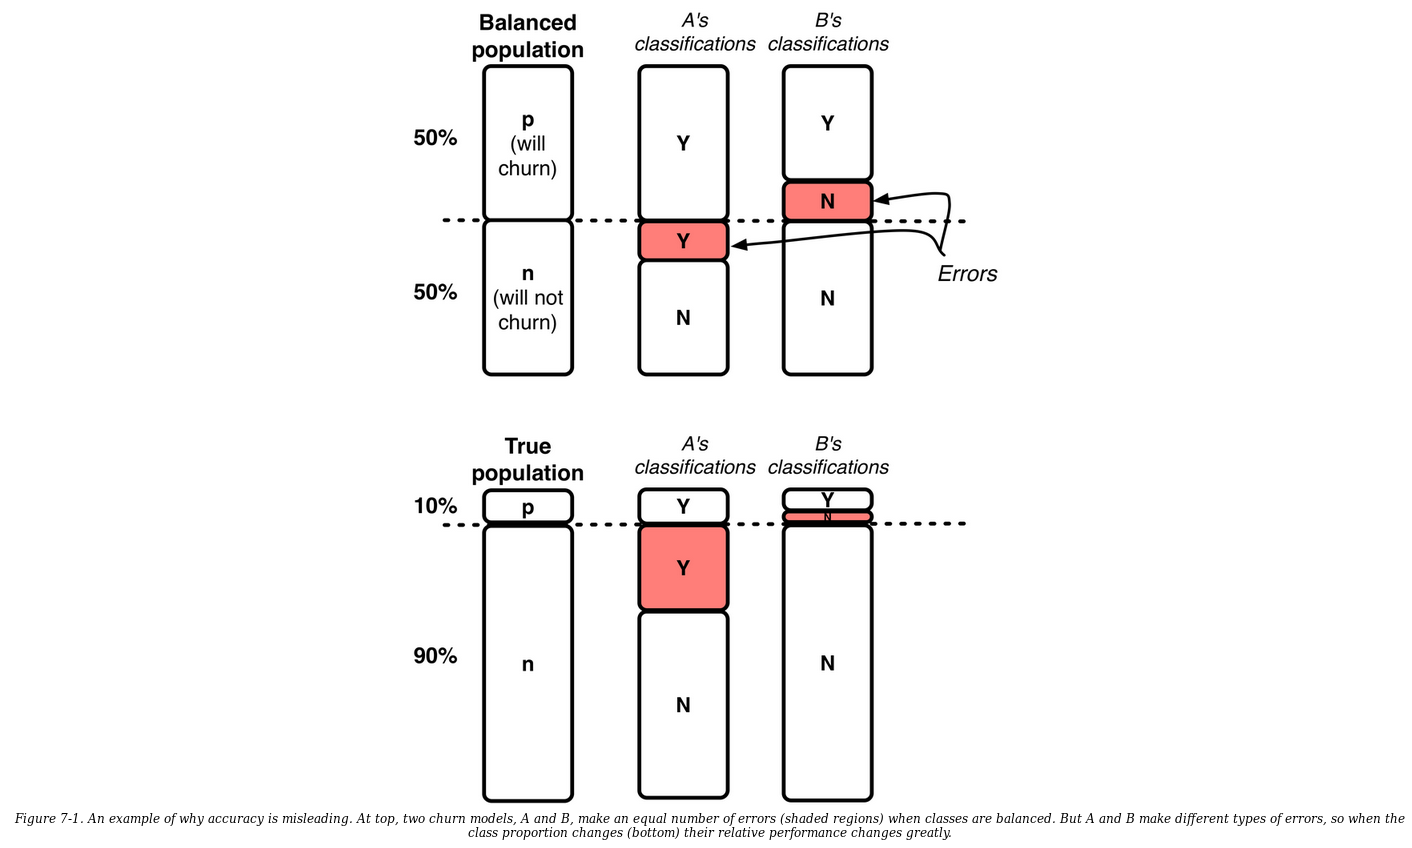 Balanced
population
A's
classifications
B's
classifications
50%
p
(will
churn)
Y
Y
N
50%
n
(will not
churn)
Y
N
N
Errors
True
population
A's
classifications
B's
classifications
10%
p
Y
Y
N
90%
n
Y
N
N
Figure 7-1. An example of why accuracy is misleading. At top, two churn models, A and B, make an equal number of errors (shaded regions) when classes are balanced. But A and B make different types of errors, so when the
class proportion changes (bottom) their relative performance changes greatly.